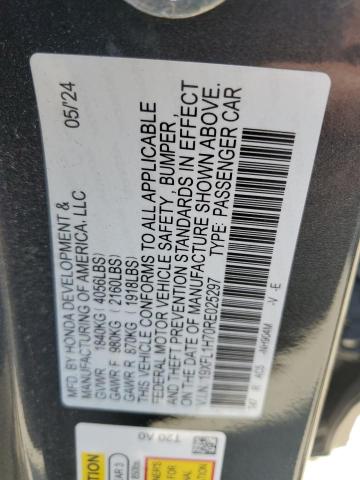 MFD BY HONDA DEVELOPMENT & 05/'24
MANUFACTURING OF AMERICA, LLC
GVWR 1840KG (4056LBS)
GAWR F 980KG (2160LBS)
GAWR R 870KG (1918LBS)
THIS VEHICLE CONFORMS TO ALL APPLICABLE
FEDERAL MOTOR VEHICLE SAFETY, BUMPER,
AND THEFT PREVENTION STANDARDS IN EFFECT
ON THE DATE OF MANUFACTURE SHOWN ABOVE.
V.I.N: 19XFL1H70RE025297 TYPE: PASSENGER CAR
R -V -E
T20 A0